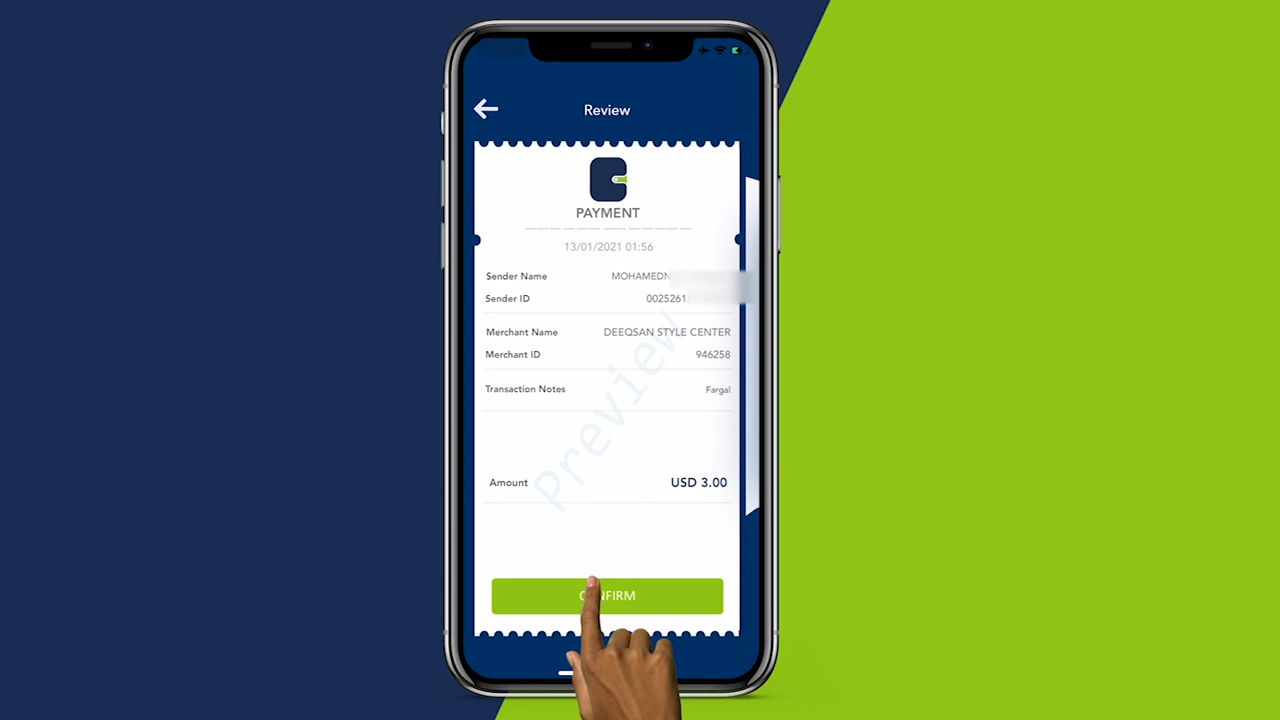 Review
PAYMENT
13/01/2021 01:56
Sender Name
Sender ID 0025261
Merchant Name DEEQSAN STYLE CENTER
Merchant ID 946258
Transaction Notes Fargal
Preview
Amount USD 3.00
CONFIRM